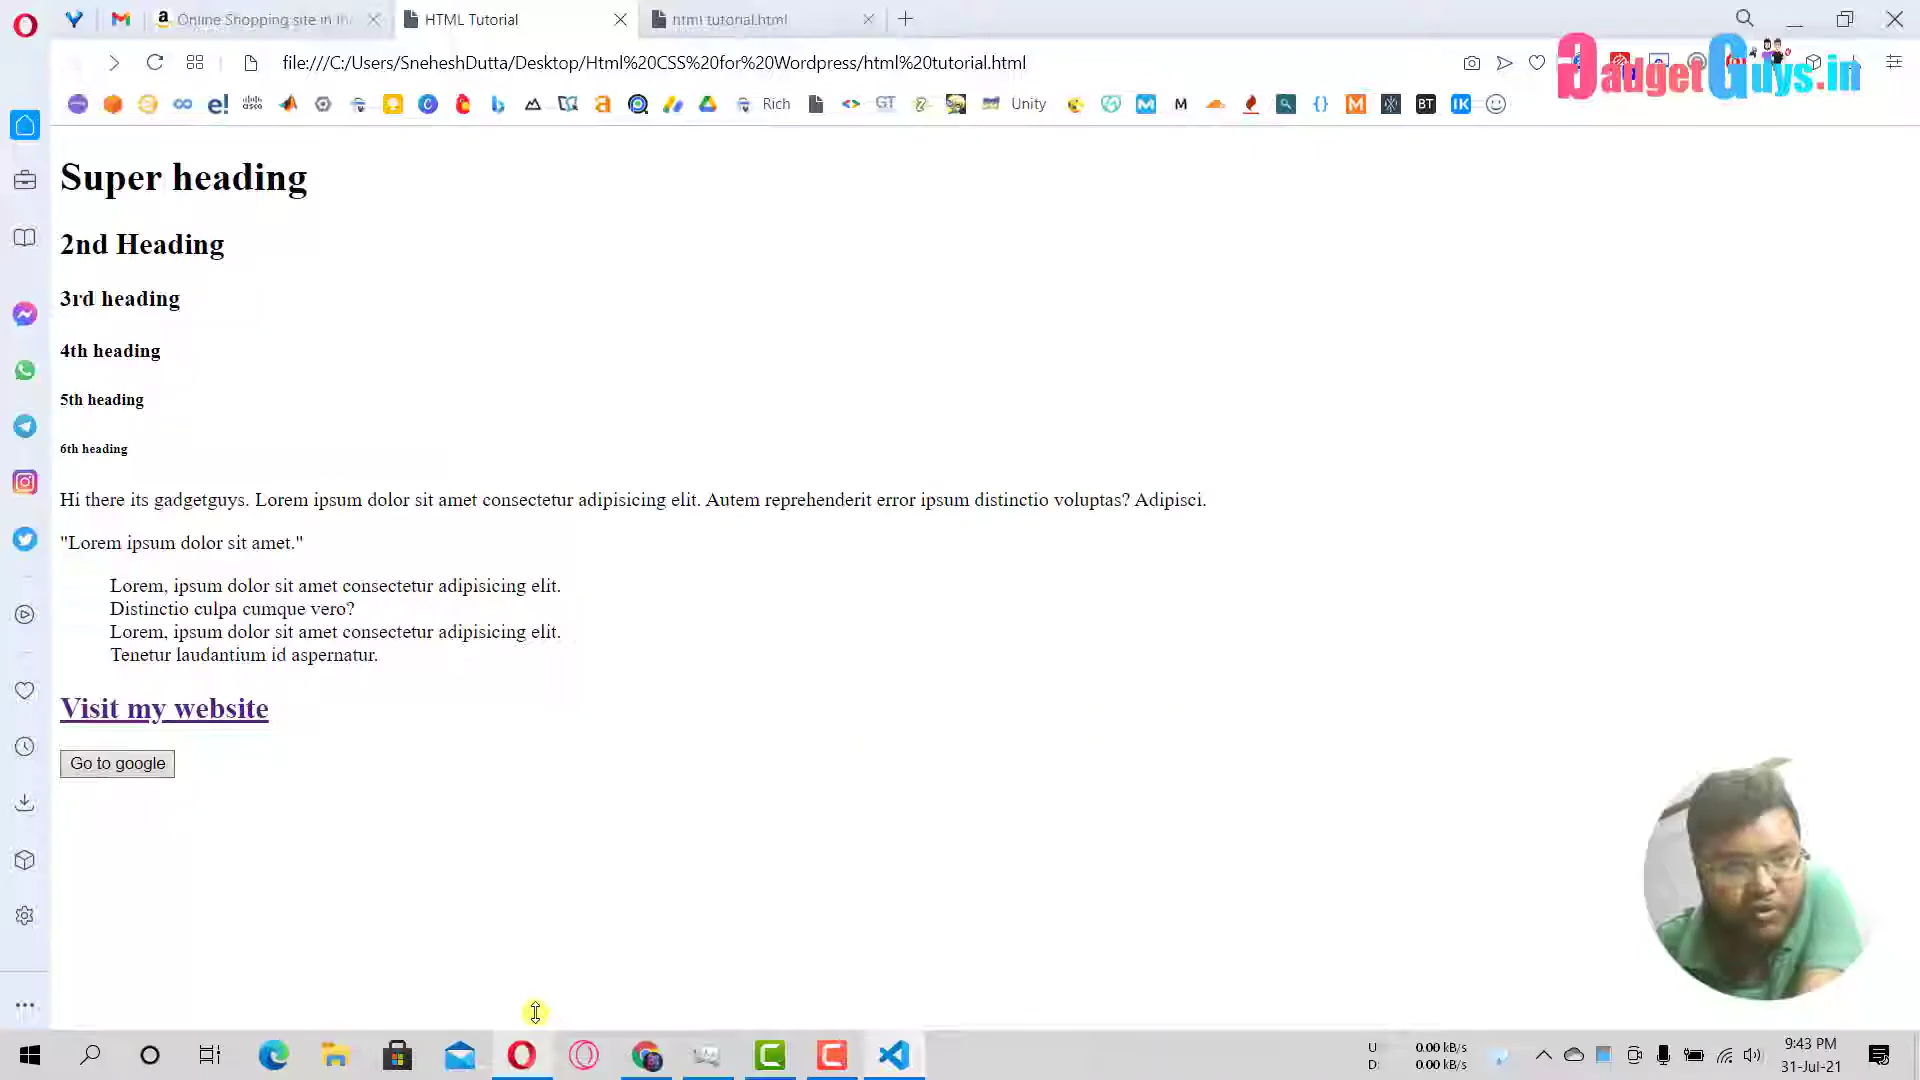 Online Shopping site in
HTML Tutorial
html tutorial.html
file:///C:/Users/SneheshDutta/Desktop/Html%20CSS%20for%20Wordpress/html%20tutorial.html
Rich
GT
Unity
BT
IK
GadgetGuys.in
Super heading
2nd Heading
3rd heading
4th heading
5th heading
6th heading
Hi there its gadgetguys. Lorem ipsum dolor sit amet consectetur adipisicing elit. Autem reprehenderit error ipsum distinctio voluptas? Adipisci.
"Lorem ipsum dolor sit amet."
Lorem, ipsum dolor sit amet consectetur adipisicing elit.
Distinctio culpa cumque vero?
Lorem, ipsum dolor sit amet consectetur adipisicing elit.
Tenetur laudantium id aspernatur.
Visit my website
Go to google
U: 0.00 kB/s
D: 0.00 kB/s
9:43 PM
31-Jul-21